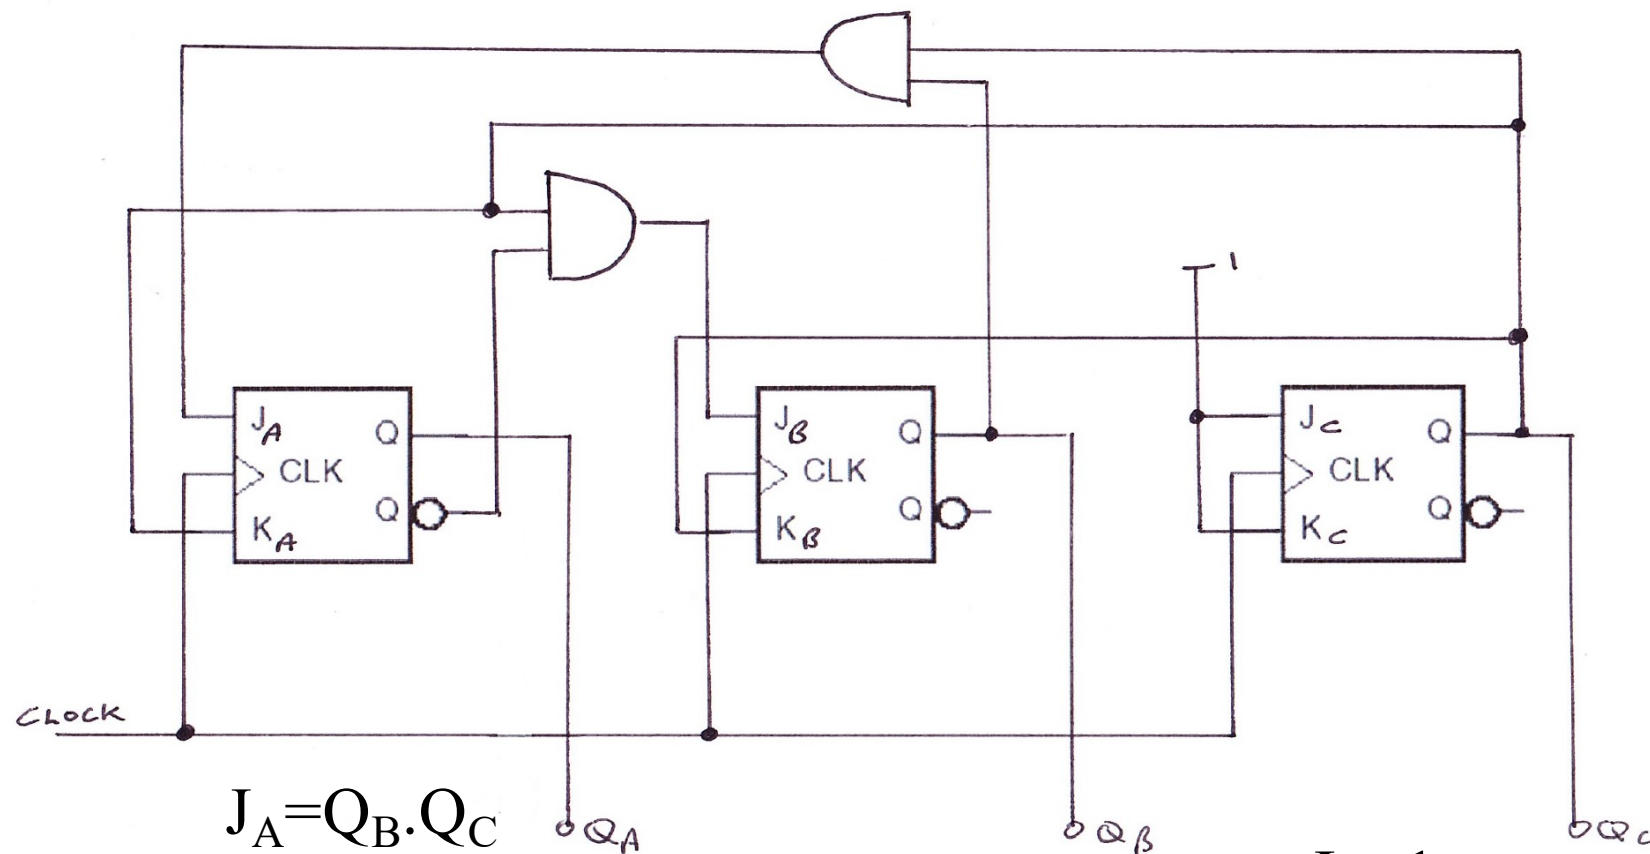 1
J_A Q
CLK
K_A Q
J_B Q
CLK
K_B Q
J_C Q
CLK
K_C Q
CLOCK
J_A=Q_B.Q_C
Q_A
Q_B